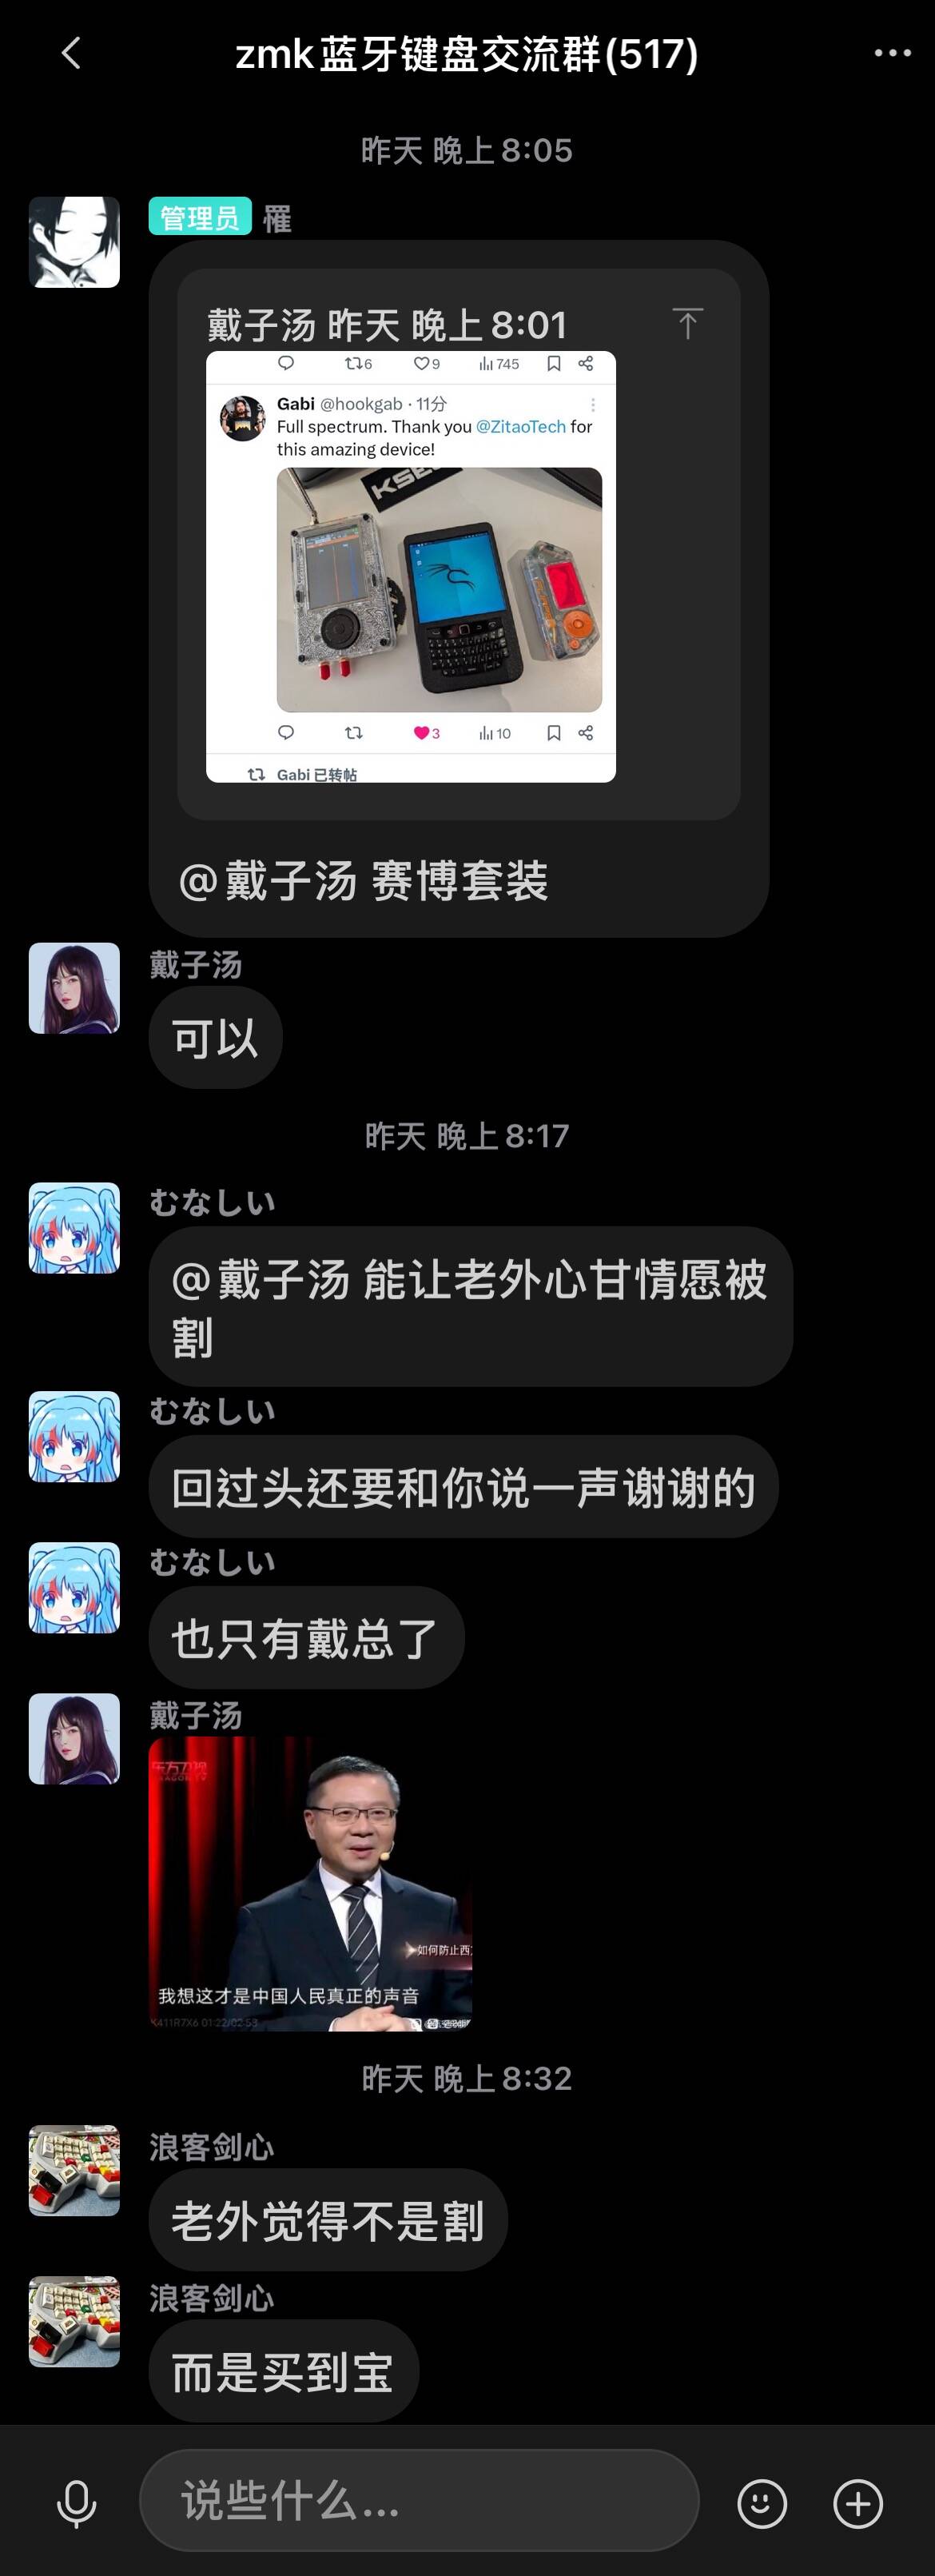 zmk蓝牙键盘交流群(517)
昨天 晚上 8:05
管理员 罹
戴子汤 昨天 晚上 8:01
6 9 745
Gabi @hookgab · 11分
Full spectrum. Thank you @ZitaoTech for
this amazing device!
3 10
Gabi 已转帖
@戴子汤 赛博套装
戴子汤
可以
昨天 晚上 8:17
むなしい
@戴子汤 能让老外心甘情愿被
割
むなしい
回过头还要和你说一声谢谢的
むなしい
也只有戴总了
戴子汤
东方卫视
DRAGON TV
如何防止西
我想这才是中国人民真正的声音
昨天 晚上 8:32
浪客剑心
老外觉得不是割
浪客剑心
而是买到宝
说些什么...